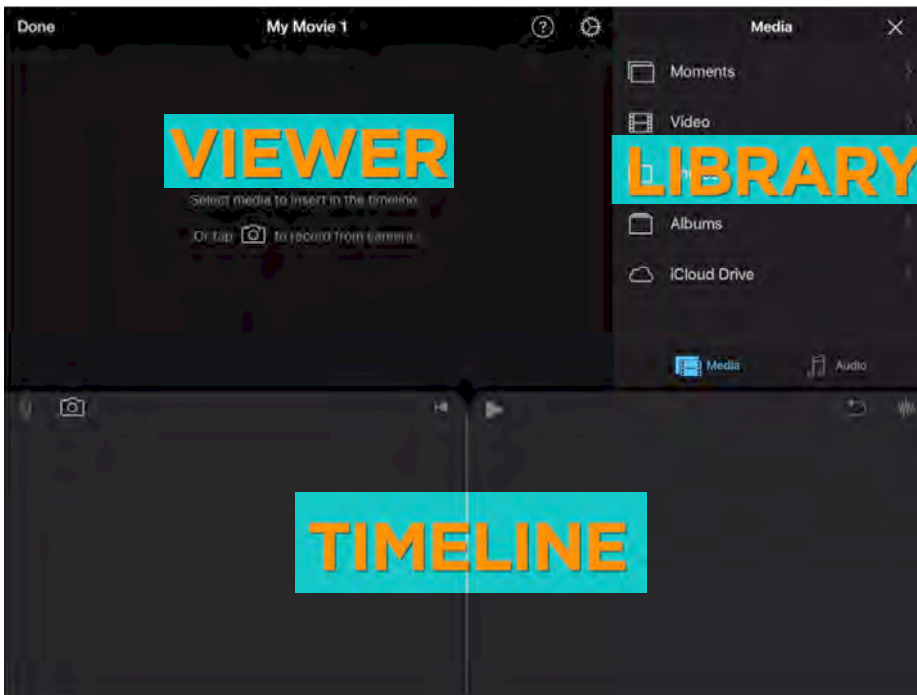 Done
My Movie 1
?
Media
Moments
Video
VIEWER
LIBRARY
Select media to insert in the timeline
Or tap to record from camera.
Albums
iCloud Drive
Media
Audio
TIMELINE